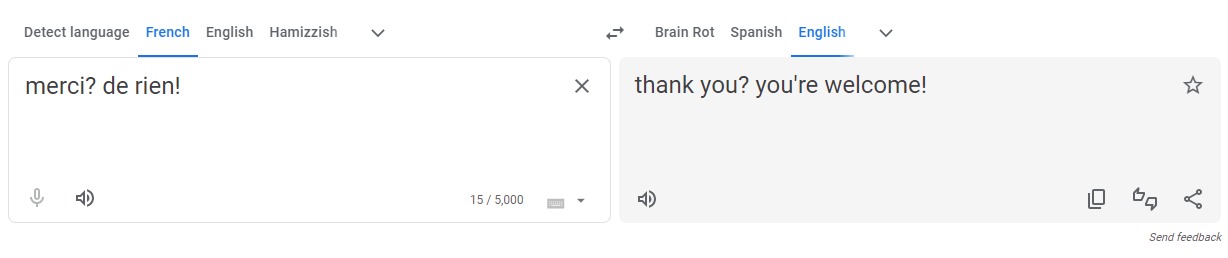 Detect language French English Hamizzish Brain Rot Spanish English
merci? de rien!
thank you? you're welcome!
15 / 5,000
Send feedback